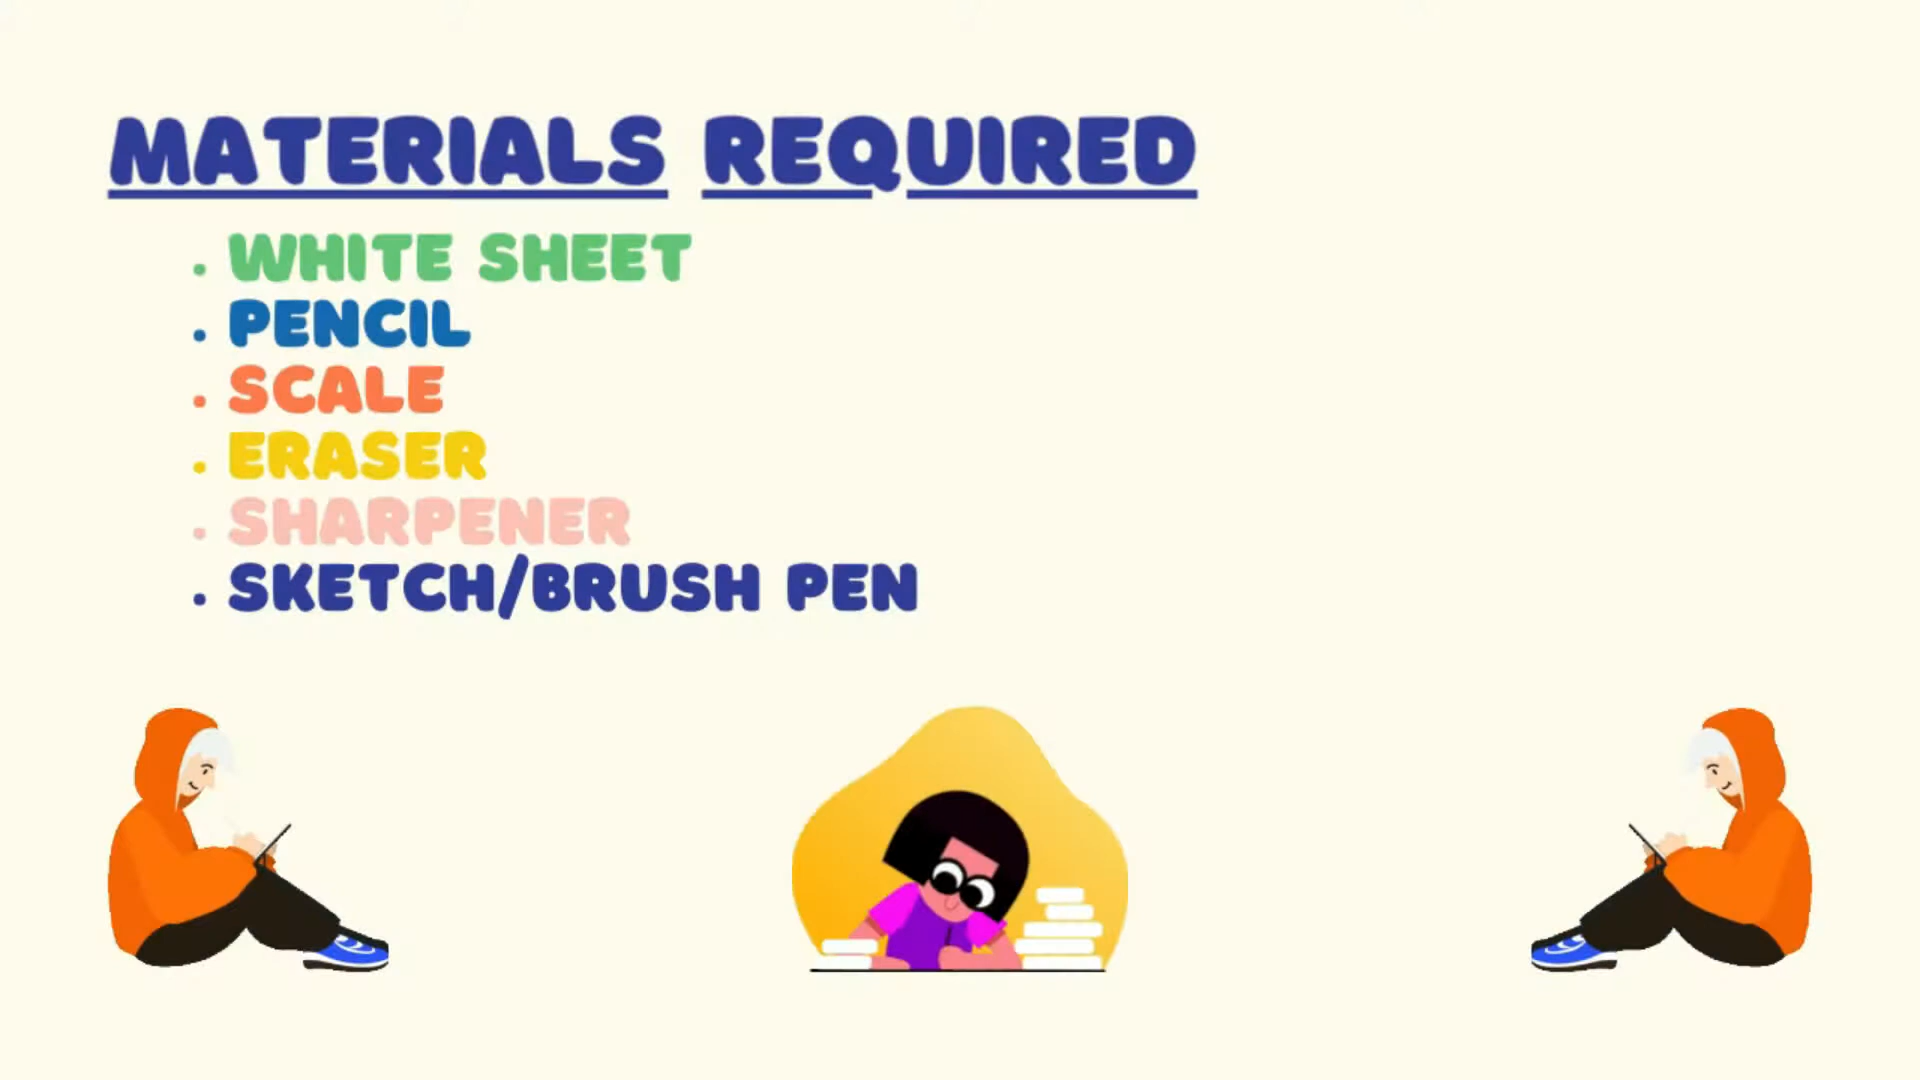 MATERIALS REQUIRED
• WHITE SHEET
• PENCIL
• SCALE
• ERASER
• SHARPENER
• SKETCH/BRUSH PEN